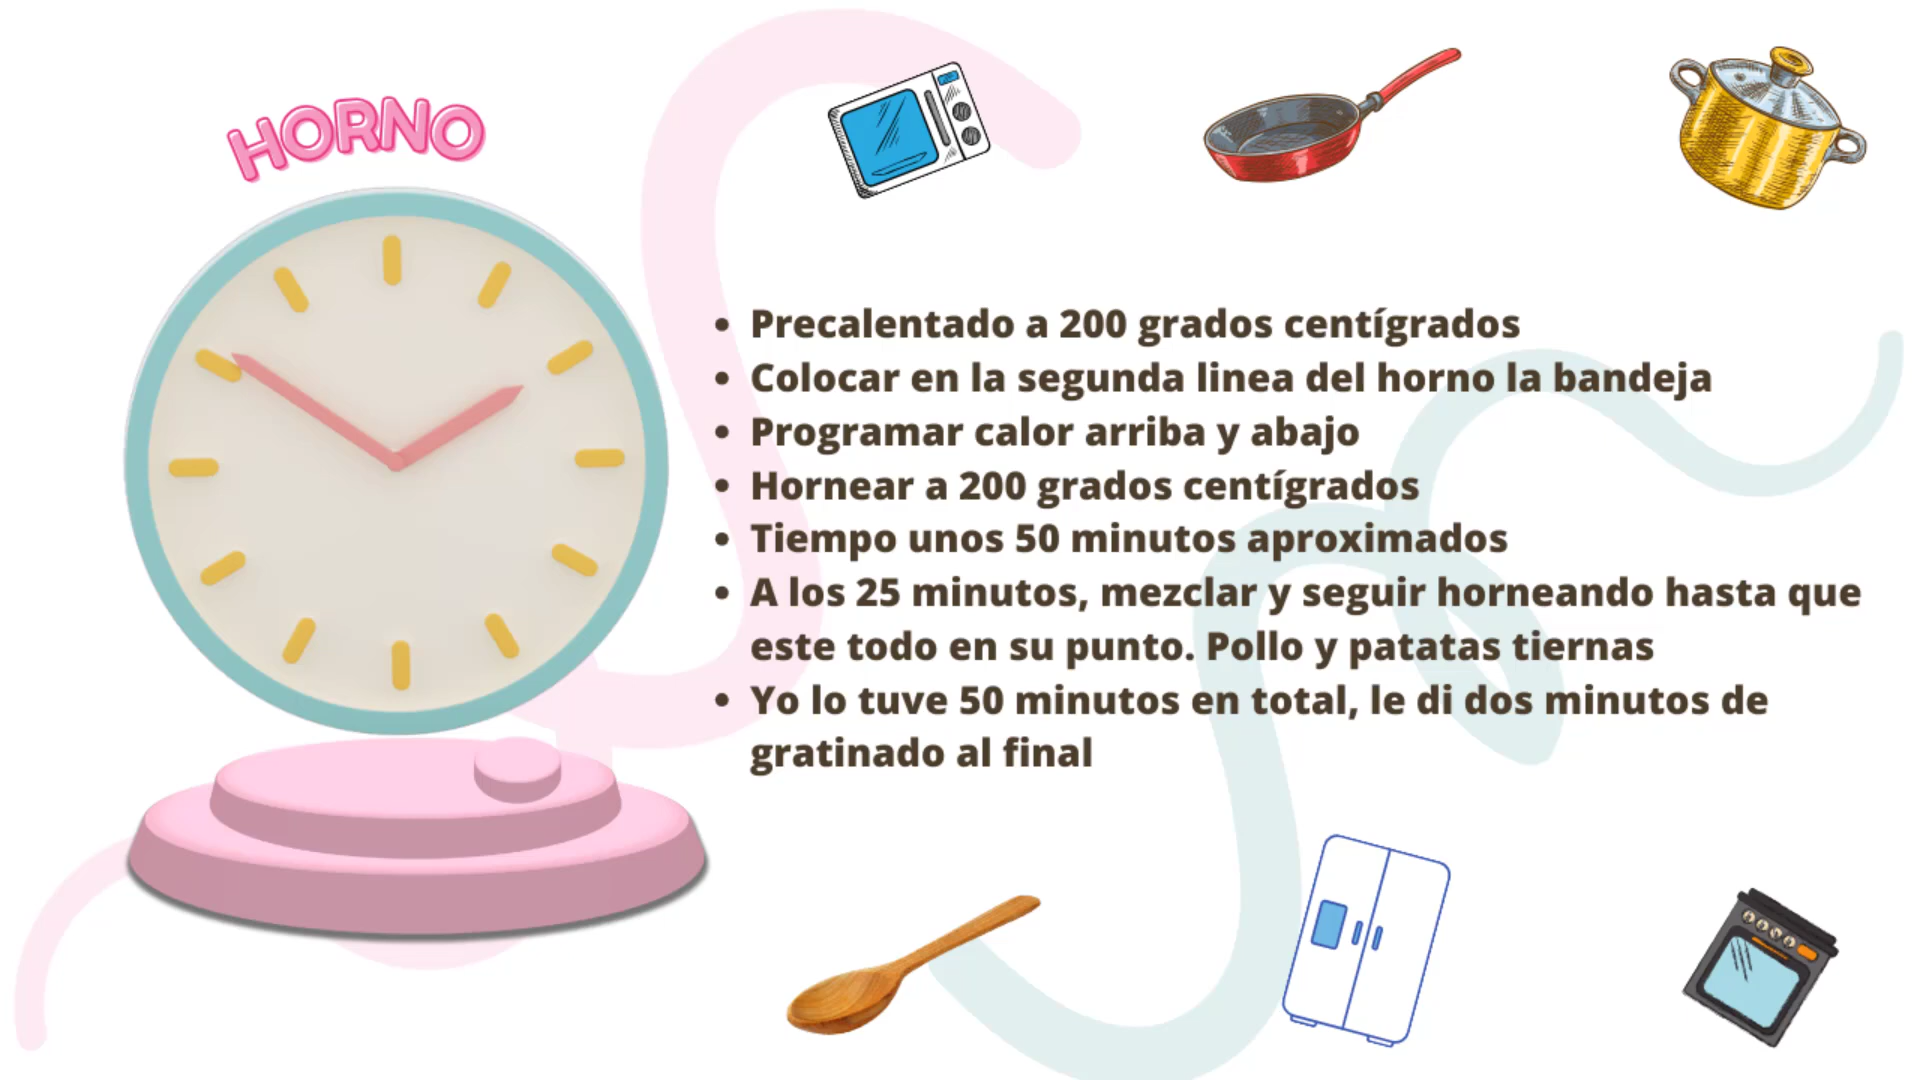 HORNO
• Precalentado a 200 grados centígrados
• Colocar en la segunda linea del horno la bandeja
• Programar calor arriba y abajo
• Hornear a 200 grados centígrados
• Tiempo unos 50 minutos aproximados
• A los 25 minutos, mezclar y seguir horneando hasta que
este todo en su punto. Pollo y patatas tiernas
• Yo lo tuve 50 minutos en total, le di dos minutos de
gratinado al final